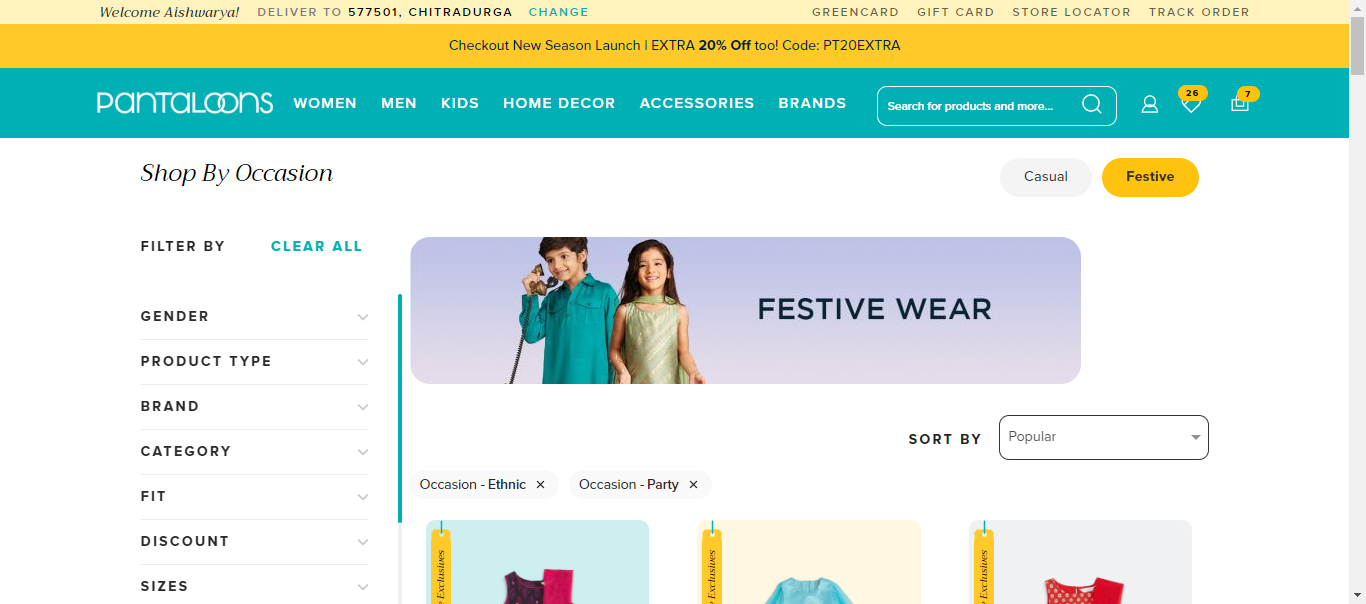 Welcome Aishwarya! DELIVER TO 577501, CHITRADURGA CHANGE GREENCARD GIFT CARD STORE LOCATOR TRACK ORDER
Checkout New Season Launch | EXTRA 20% Off too! Code: PT20EXTRA
PANTALOONS WOMEN MEN KIDS HOME DECOR ACCESSORIES BRANDS Search for products and more... 26 7
Shop By Occasion Casual Festive
FILTER BY CLEAR ALL
FESTIVE WEAR
GENDER
PRODUCT TYPE
BRAND
CATEGORY
SORT BY Popular
FIT
Occasion - Ethnic × Occasion - Party ×
DISCOUNT
SIZES
Exclusives Exclusives Exclusives